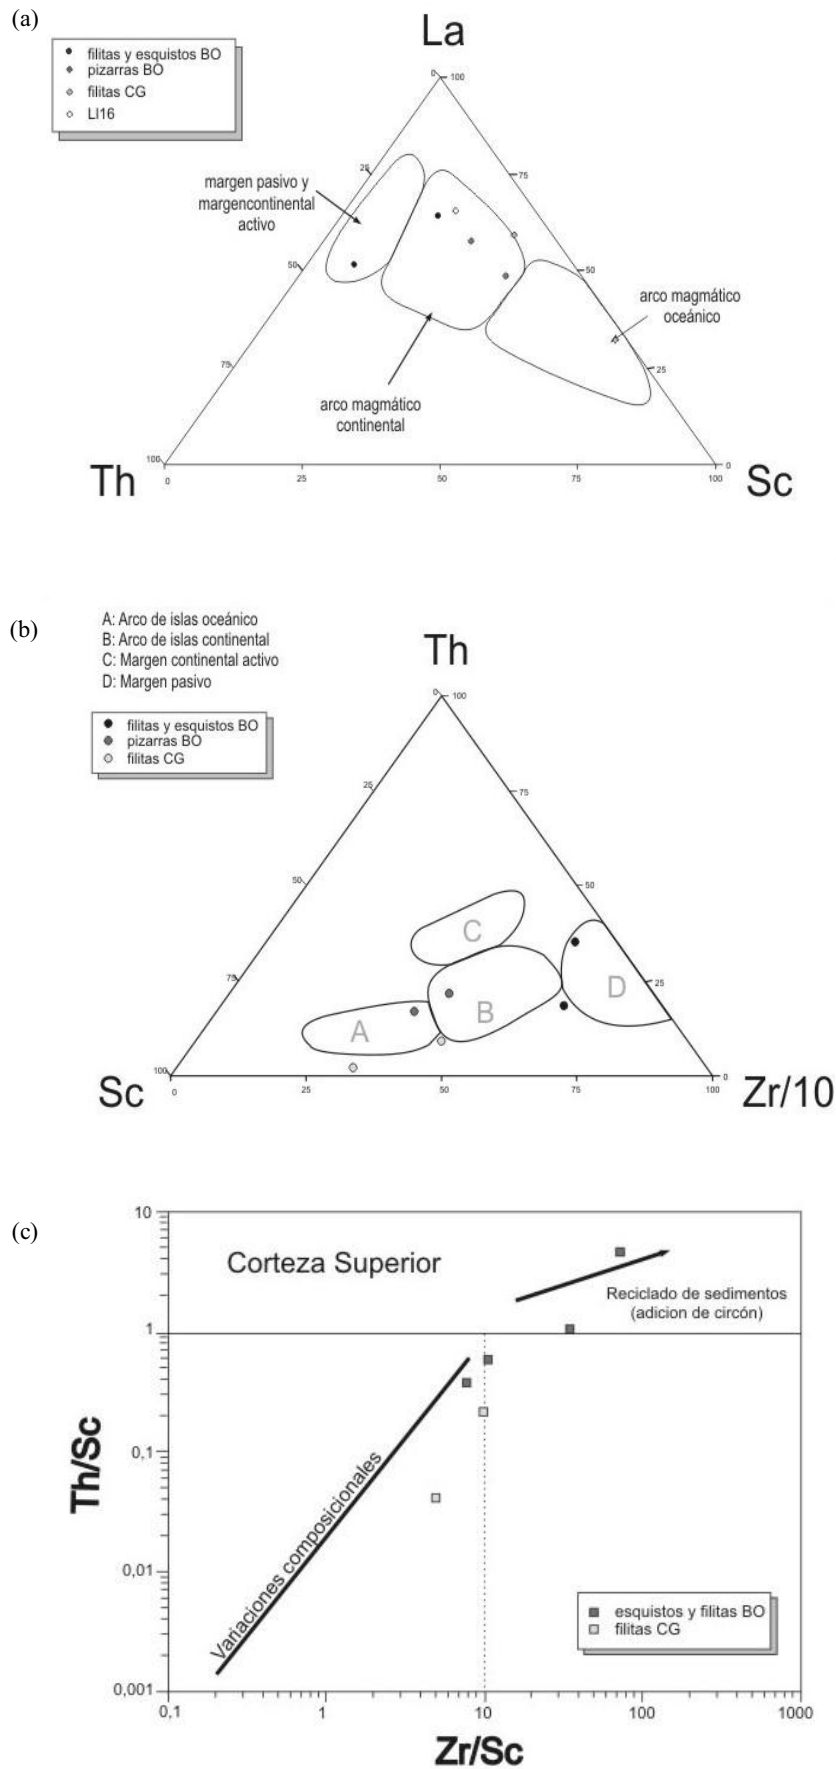 (a)
La
filitas y esquistos BO
pizarras BO
filitas CG
LI16
0
100
25
75
margen pasivo y
margencontinental
activo
50
50
arco magmático
oceánico
75
25
arco magmático
continental
100
0
Th
Sc
0
25
50
75
100
(b)
A: Arco de islas oceánico
B: Arco de islas continental
C: Margen continental activo
D: Margen pasivo
Th
filitas y esquistos BO
pizarras BO
filitas CG
0
100
25
75
50
50
C
75
25
D
B
A
100
0
Sc
Zr/10
0
25
50
75
100
(c)
10
Corteza Superior
Reciclado de sedimentos
(adicion de circón)
1
Th/Sc
0,1
Variaciones composicionales
0,01
esquistos y filitas BO
filitas CG
0,001
0,1
1
10
100
1000
Zr/Sc